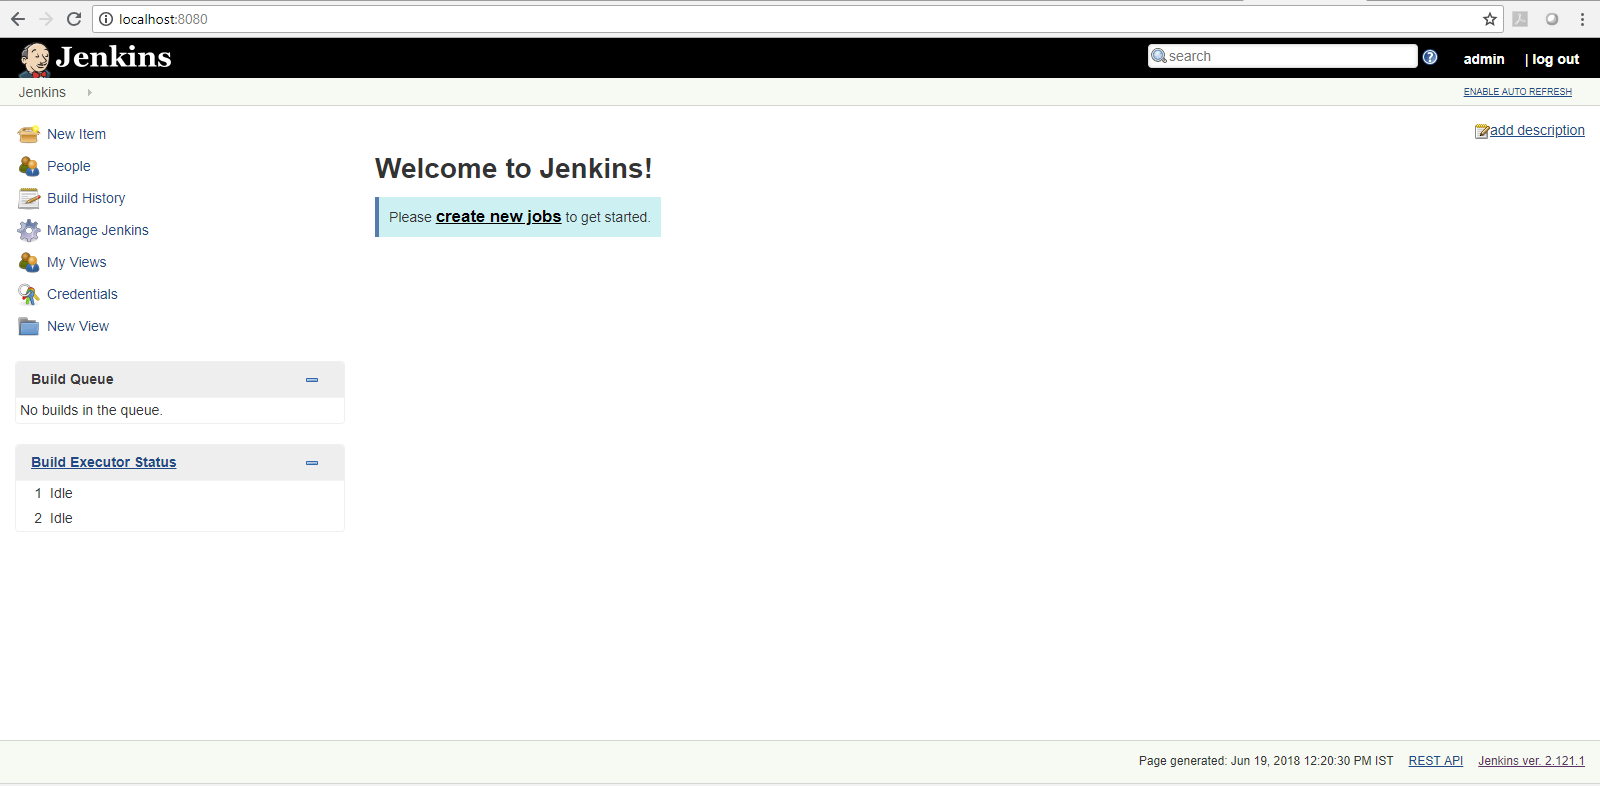 localhost:8080
Jenkins
search
admin | log out
Jenkins
ENABLE AUTO REFRESH
New Item
People
Build History
Manage Jenkins
My Views
Credentials
New View
Build Queue
No builds in the queue.
Build Executor Status
1 Idle
2 Idle
add description
Welcome to Jenkins!
Please create new jobs to get started.
Page generated: Jun 19, 2018 12:20:30 PM IST REST API Jenkins ver. 2.121.1